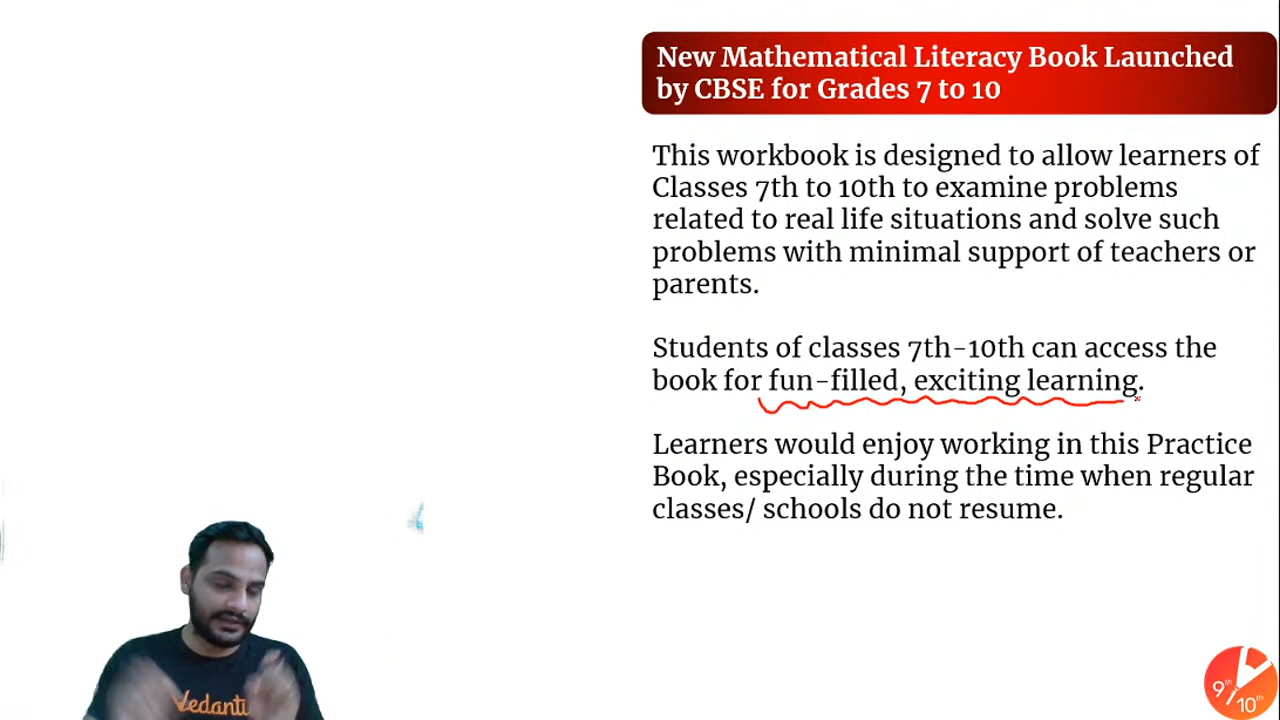 New Mathematical Literacy Book Launched
by CBSE for Grades 7 to 10
This workbook is designed to allow learners of
Classes 7th to 10th to examine problems
related to real life situations and solve such
problems with minimal support of teachers or
parents.
Students of classes 7th-10th can access the
book for fun-filled, exciting learning.
Learners would enjoy working in this Practice
Book, especially during the time when regular
classes/ schools do not resume.
Vedantu
9th/10th